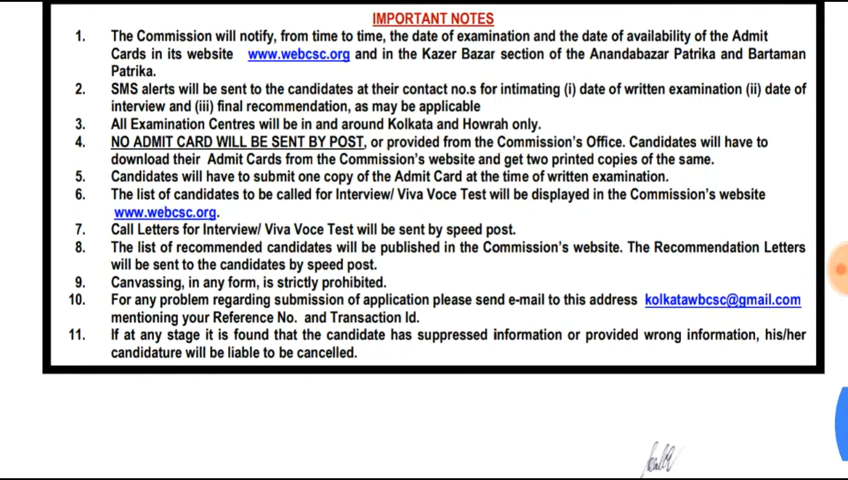 IMPORTANT NOTES
1. The Commission will notify, from time to time, the date of examination and the date of availability of the Admit
Cards in its website www.webcsc.org and in the Kazer Bazar section of the Anandabazar Patrika and Bartaman
Patrika.
2. SMS alerts will be sent to the candidates at their contact no.s for intimating (i) date of written examination (ii) date of
interview and (iii) final recommendation, as may be applicable
3. All Examination Centres will be in and around Kolkata and Howrah only.
4. NO ADMIT CARD WILL BE SENT BY POST, or provided from the Commission's Office. Candidates will have to
download their Admit Cards from the Commission's website and get two printed copies of the same.
5. Candidates will have to submit one copy of the Admit Card at the time of written examination.
6. The list of candidates to be called for Interview/ Viva Voce Test will be displayed in the Commission's website
www.webcsc.org.
7. Call Letters for Interview/ Viva Voce Test will be sent by speed post.
8. The list of recommended candidates will be published in the Commission's website. The Recommendation Letters
will be sent to the candidates by speed post.
9. Canvassing, in any form, is strictly prohibited.
10. For any problem regarding submission of application please send e-mail to this address kolkatawbcsc@gmail.com
mentioning your Reference No. and Transaction Id.
11. If at any stage it is found that the candidate has suppressed information or provided wrong information, his/her
candidature will be liable to be cancelled.